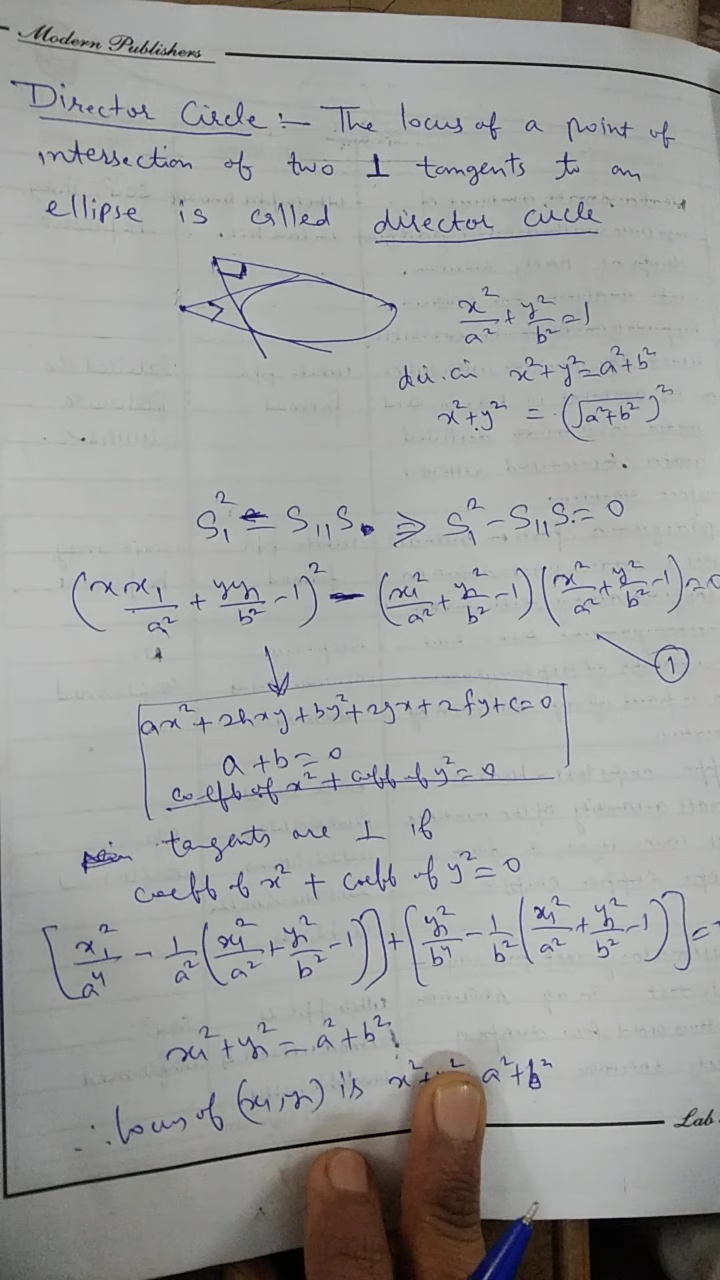 Modern Publishers
Director Circle :- The locus of a point of
intersection of two ⊥ tangents to an
ellipse is called director circle
x²/a² + y²/b² = 1
dir. cir x² + y² = a² + b²
x² + y² = (√a²+b²)²
S₁² = S₁₁S. ⇒ S₁² - S₁₁S = 0
(xx₁/a² + yy₁/b² - 1)² - (x₁²/a² + y₁²/b² - 1)(x²/a² + y²/b² - 1) = 0
①
ax² + 2hxy + by² + 2gx + 2fy + c = 0
a + b = 0
coeff of x² + coeff of y² = 0
tangents are ⊥ if
coeff of x² + coeff of y² = 0
[x₁²/a⁴ - 1/a²(x₁²/a² + y₁²/b² - 1)] + [y₁²/b⁴ - 1/b²(x₁²/a² + y₁²/b² - 1)] =
x₁² + y₁² = a² + b²
∴ locus of (x₁, y₁) is x² + y² a² + b²
Lab